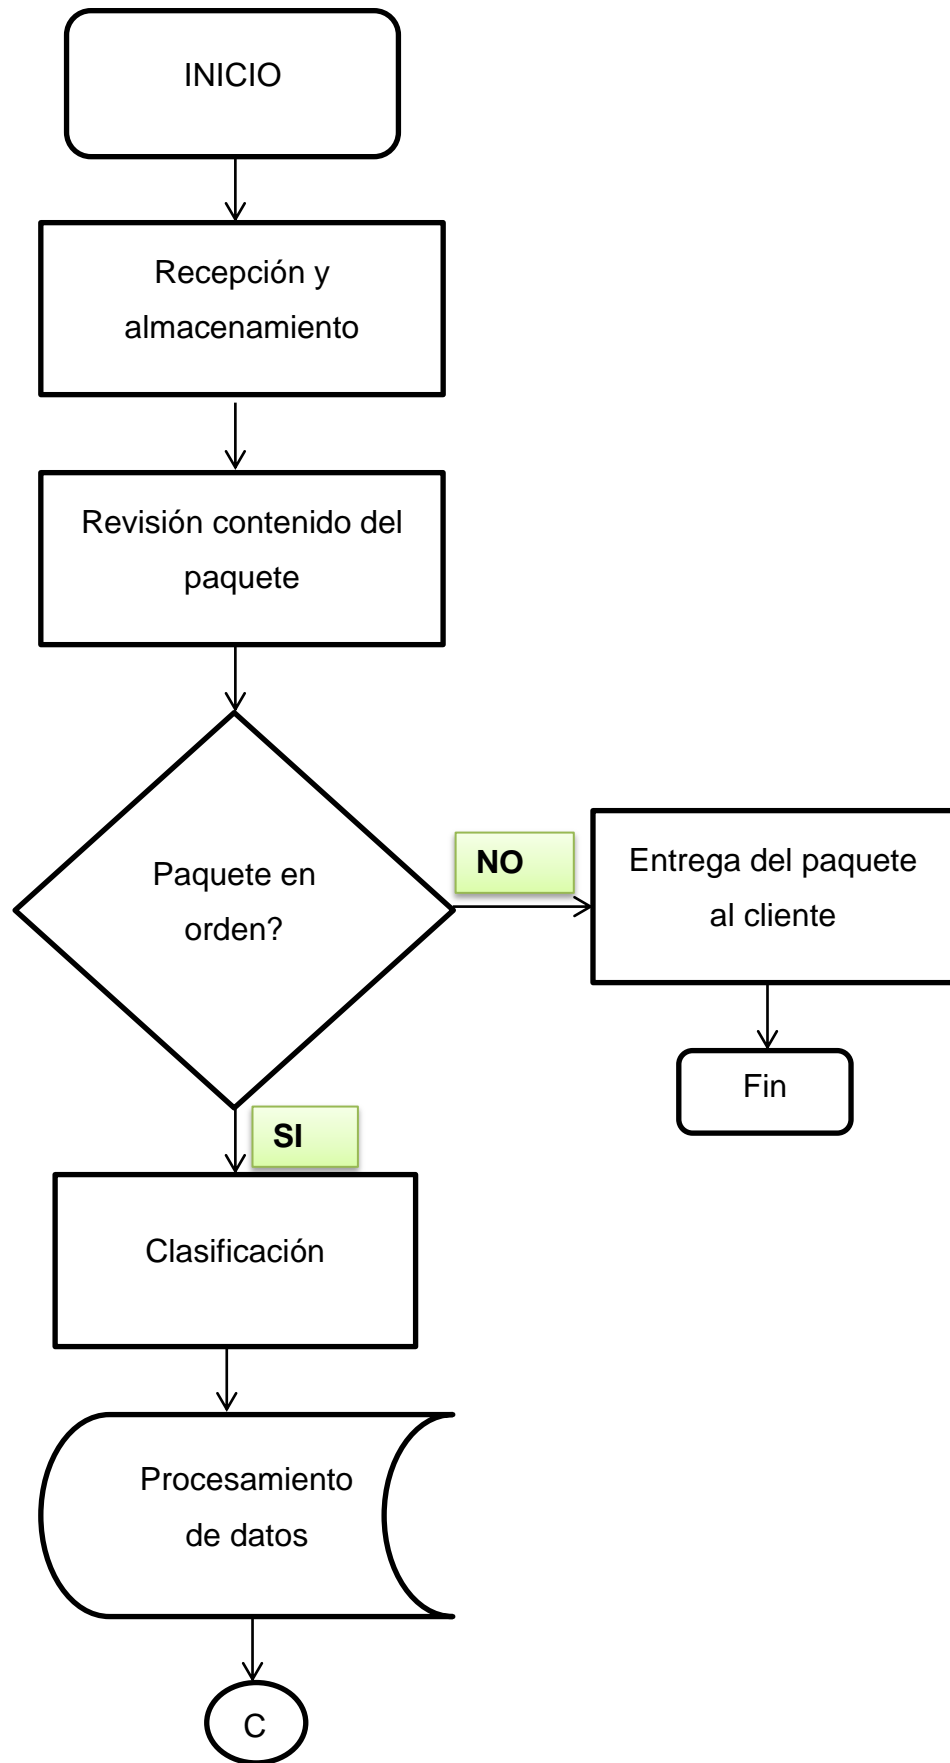 INICIO
Recepción y
almacenamiento
Revisión contenido del
paquete
Paquete en
orden?
NO
Entrega del paquete
al cliente
Fin
SI
Clasificación
Procesamiento
de datos
C